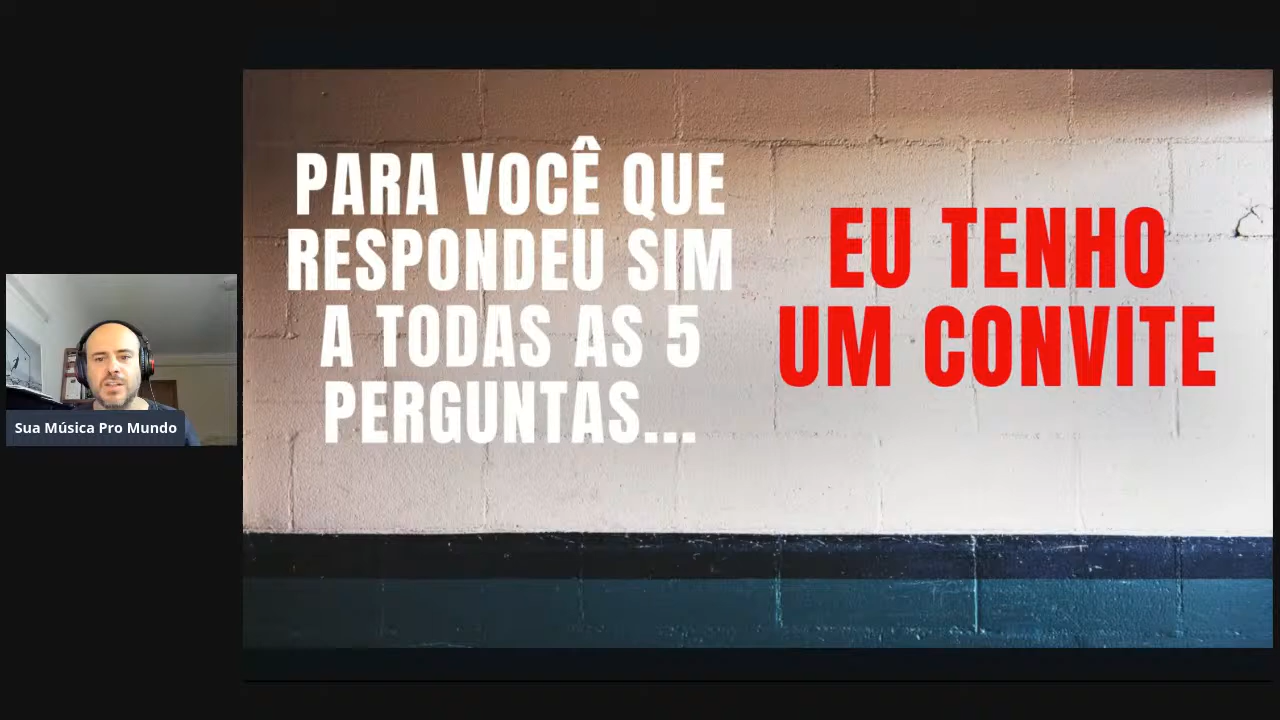 PARA VOCÊ QUE
RESPONDEU SIM
A TODAS AS 5
PERGUNTAS...
EU TENHO
UM CONVITE
Sua Música Pro Mundo